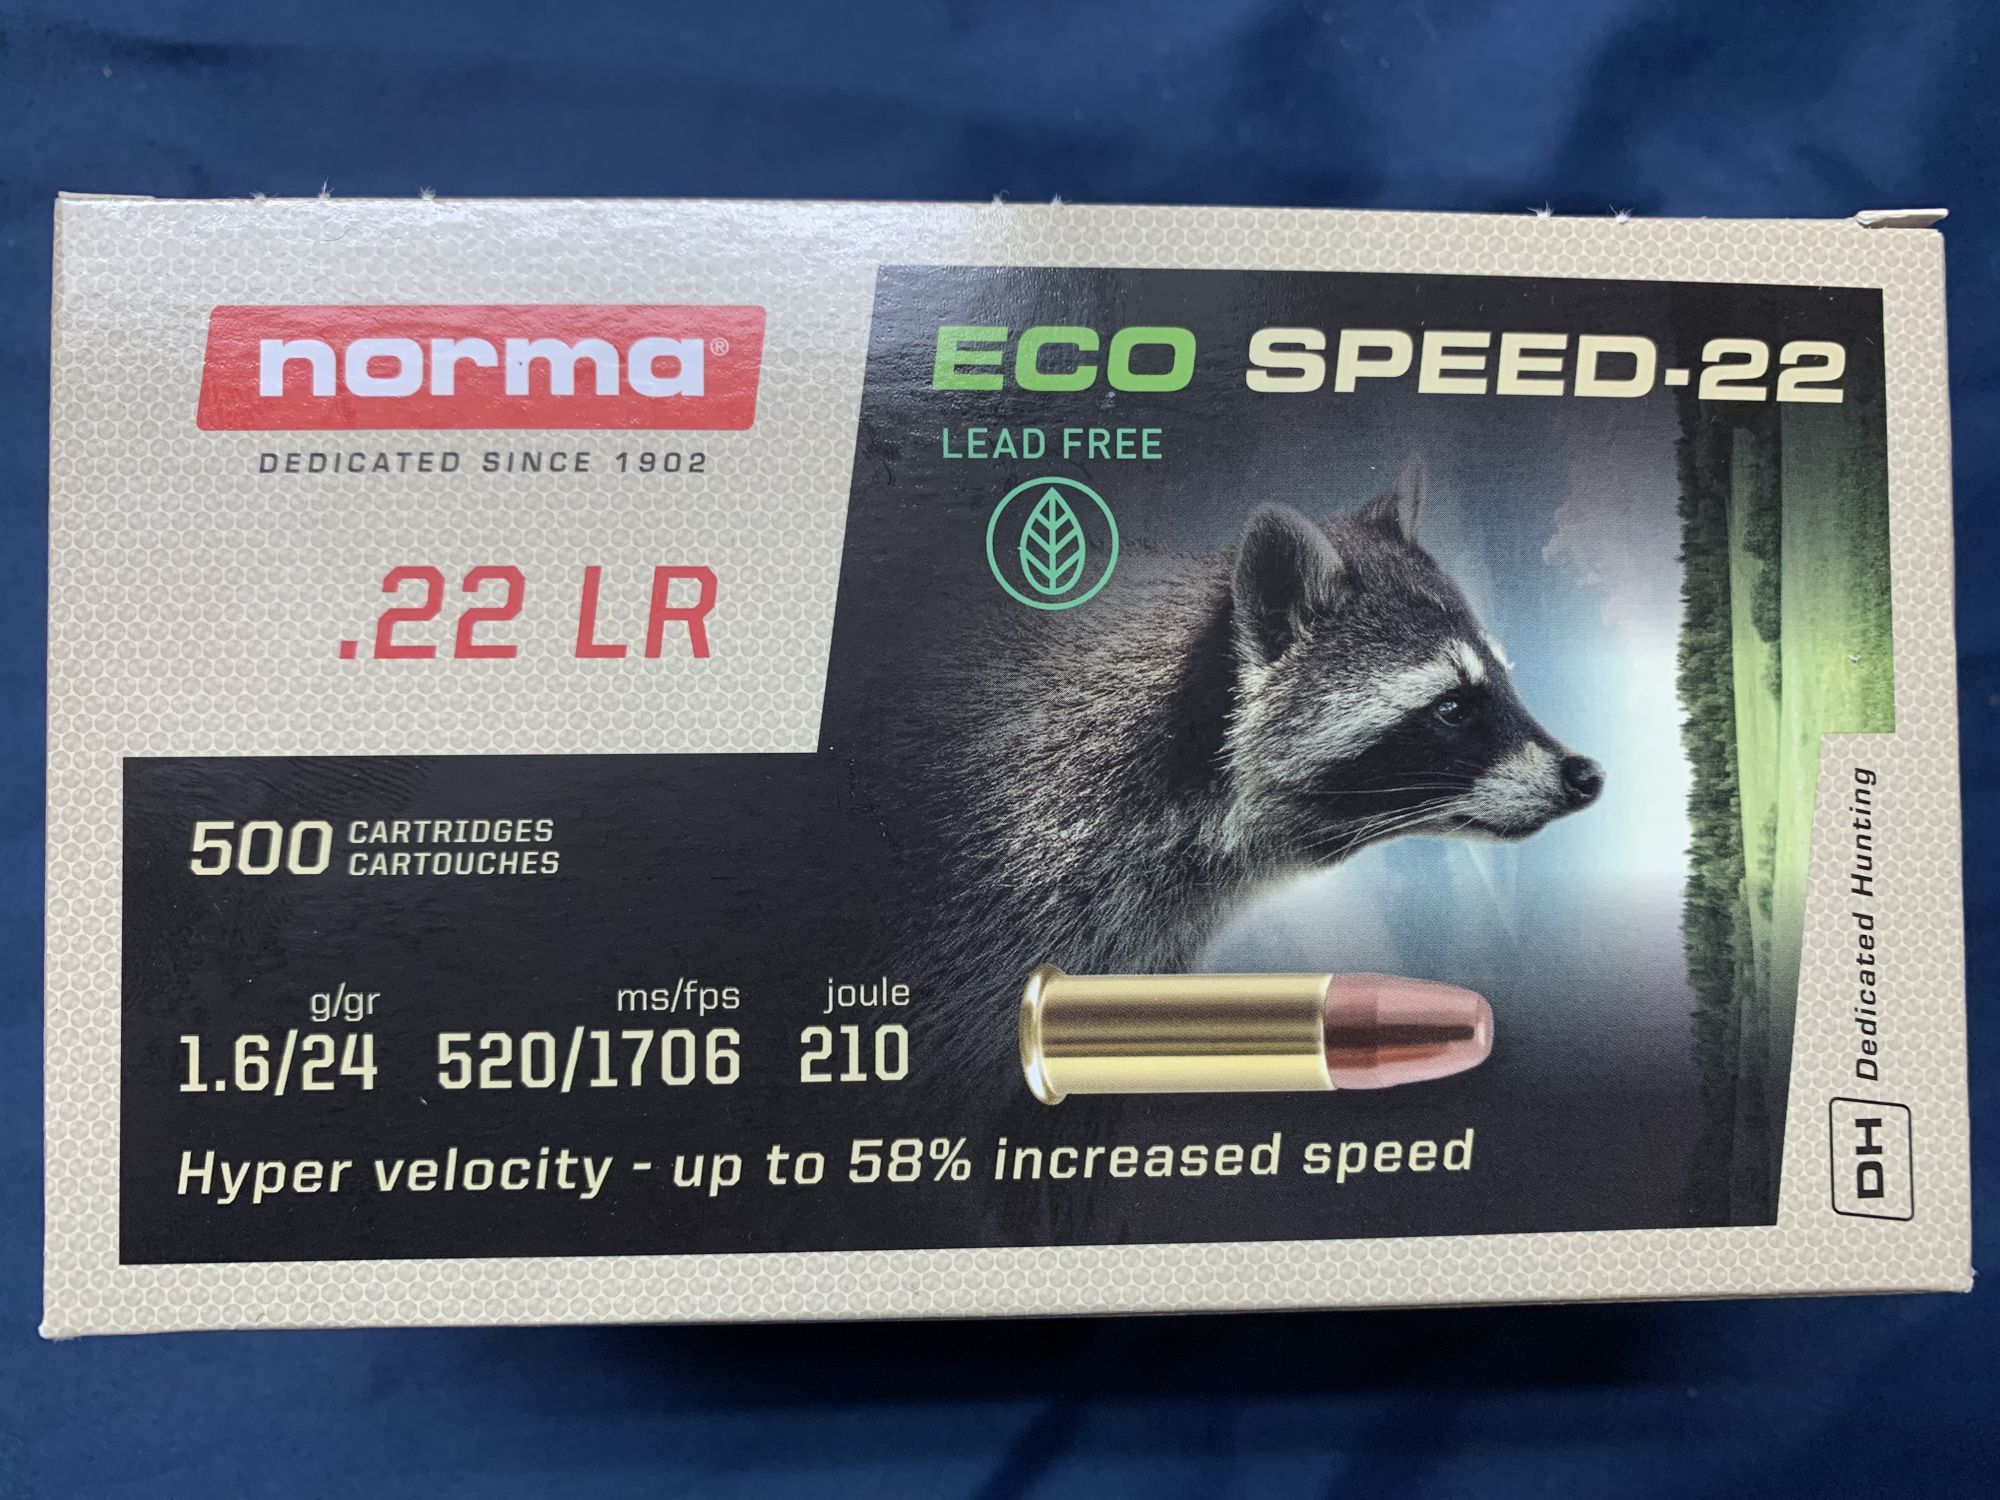 norma®
DEDICATED SINCE 1902
.22 LR
ECO SPEED-22
LEAD FREE
500 CARTRIDGES
CARTOUCHES
g/gr ms/fps joule
1.6/24 520/1706 210
Hyper velocity - up to 58% increased speed
DH Dedicated Hunting